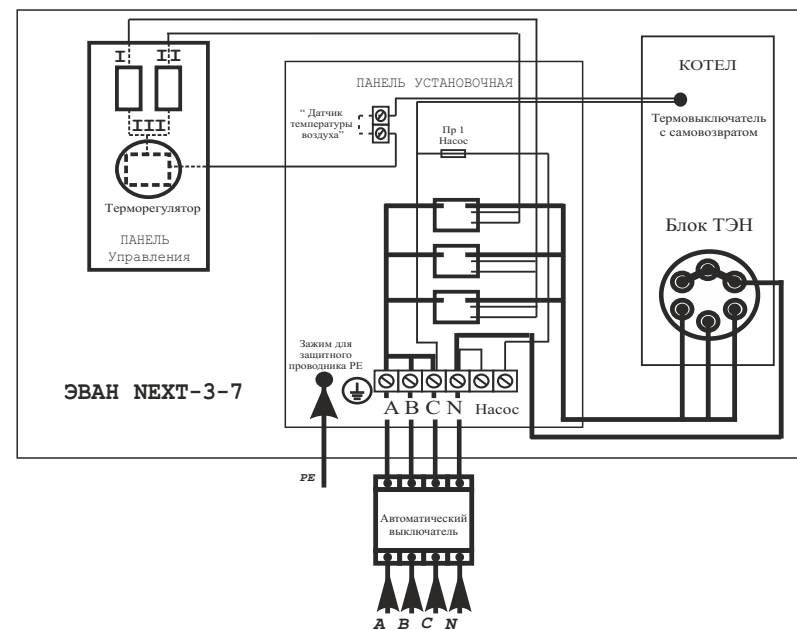 I II
III
Терморегулятор
ПАНЕЛЬ
Управления
ПАНЕЛЬ УСТАНОВОЧНАЯ
“ Датчик
температуры
воздуха”
Пр 1
Насос
КОТЕЛ
Термовыключатель
с самовозвратом
Блок ТЭН
Зажим для
защитного
проводника PE
ЭВАН NEXT-3-7
A B C N Насос
PE
Автоматический
выключатель
A B C N